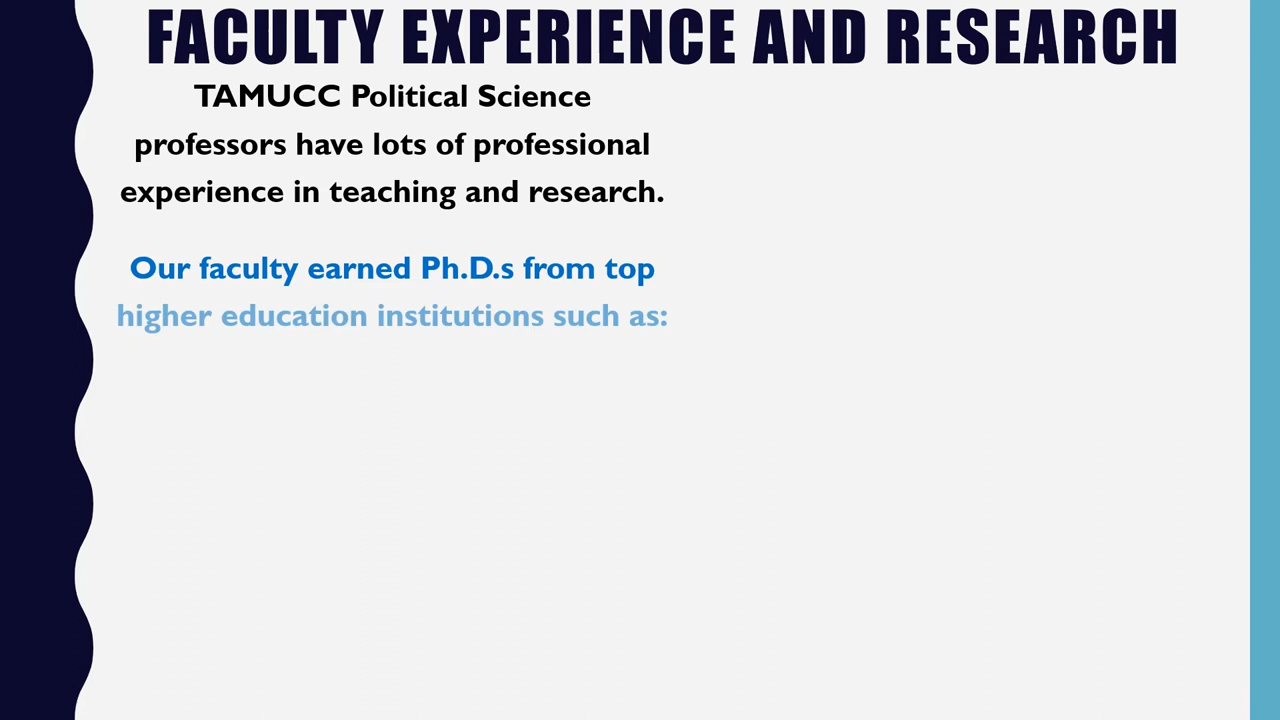 FACULTY EXPERIENCE AND RESEARCH
TAMUCC Political Science
professors have lots of professional
experience in teaching and research.
Our faculty earned Ph.D.s from top
higher education institutions such as: